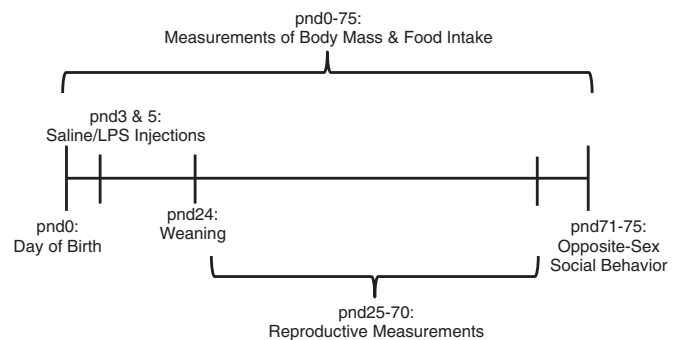 pnd0-75:
Measurements of Body Mass & Food Intake
pnd3 & 5:
Saline/LPS Injections
pnd0:
Day of Birth
pnd24:
Weaning
pnd71-75:
Opposite-Sex
Social Behavior
pnd25-70:
Reproductive Measurements